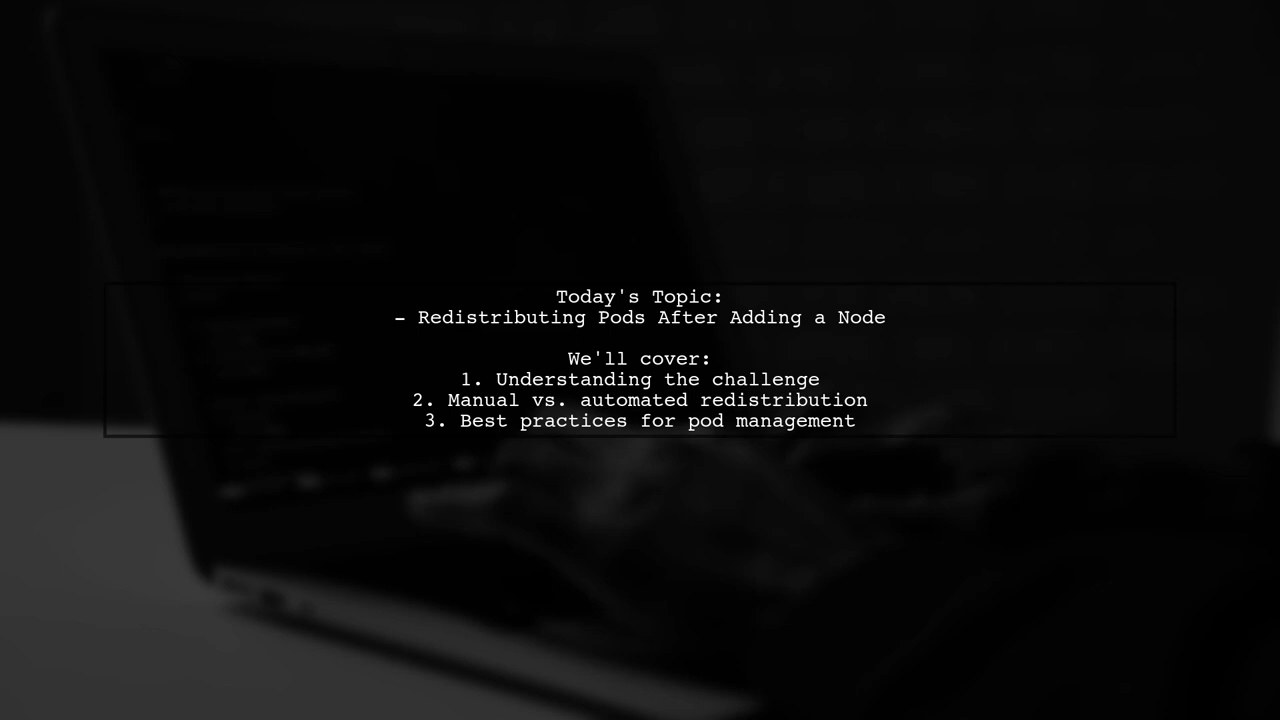 Today's Topic:
- Redistributing Pods After Adding a Node
We'll cover:
1. Understanding the challenge
2. Manual vs. automated redistribution
3. Best practices for pod management